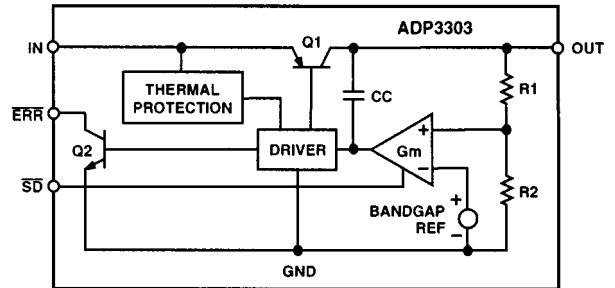 ADP3303
IN
Q1
OUT
THERMAL
PROTECTION
CC
R1
ERR
Q2
DRIVER
+
Gm
−
SD
R2
BANDGAP
REF
+
−
GND